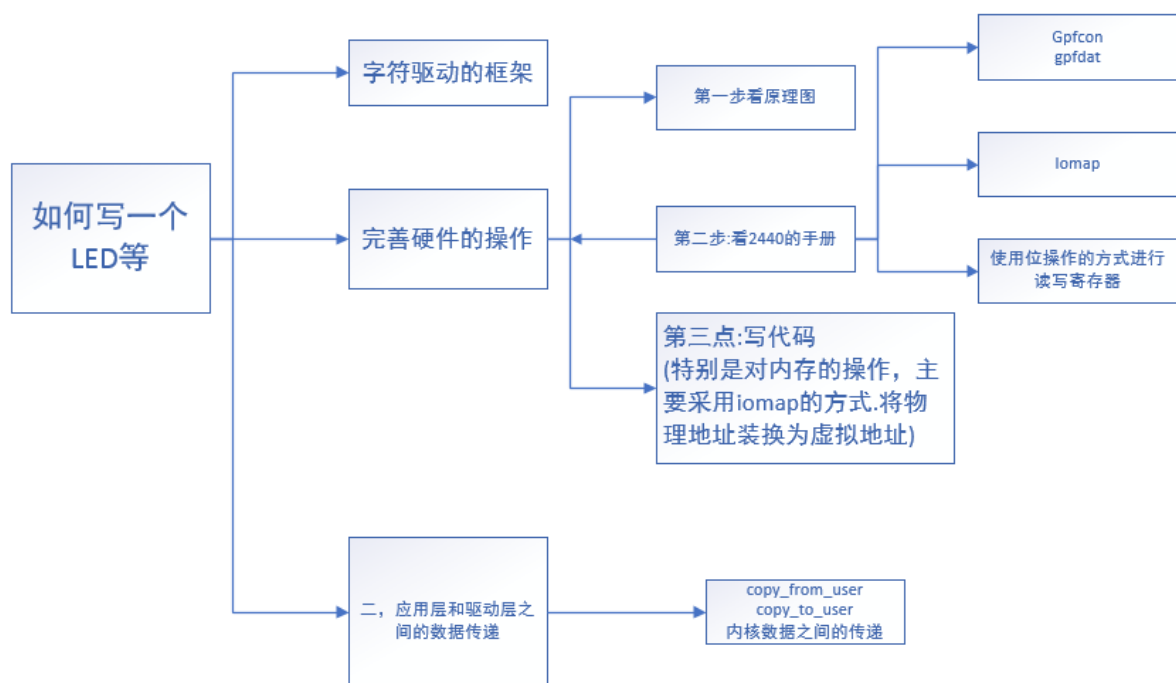 如何写一个
LED等
字符驱动的框架
完善硬件的操作
第一步看原理图
第二步:看2440的手册
第三点:写代码
(特别是对内存的操作，主
要采用iomap的方式.将物
理地址装换为虚拟地址)
Gpfcon
gpfdat
Iomap
使用位操作的方式进行
读写寄存器
二，应用层和驱动层之
间的数据传递
copy_from_user
copy_to_user
内核数据之间的传递